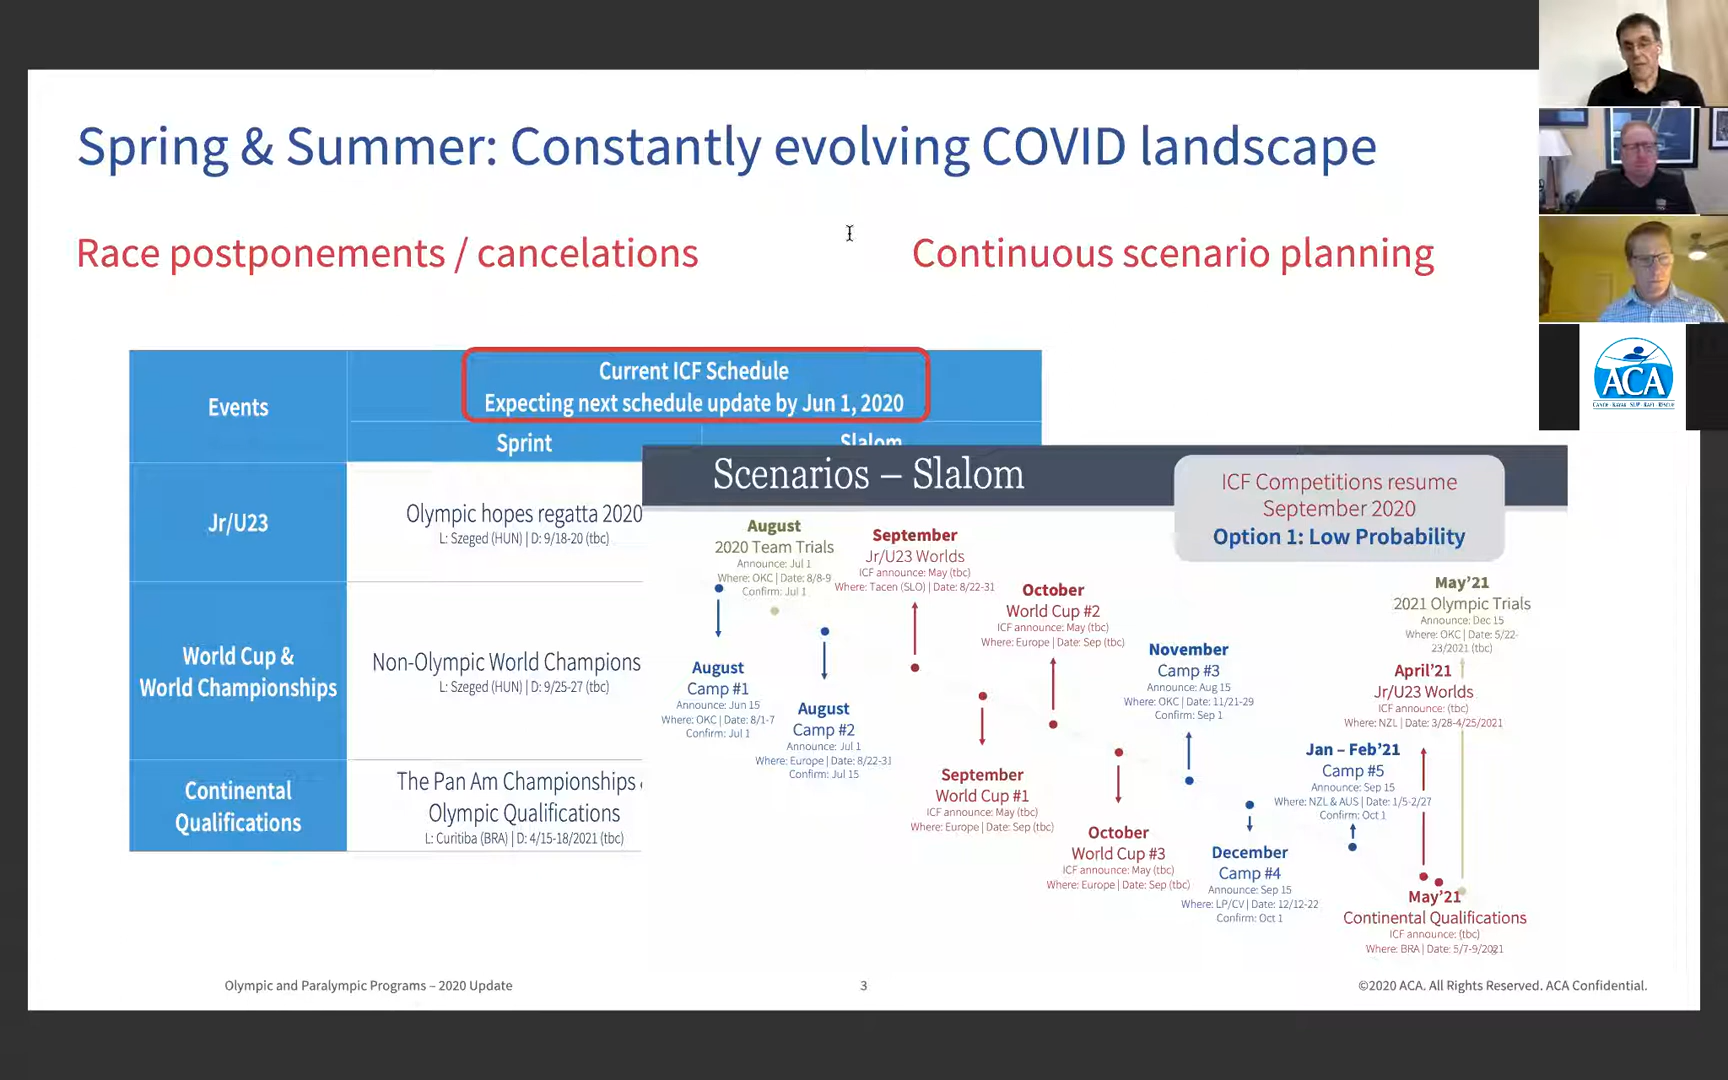 Spring & Summer: Constantly evolving COVID landscape
Race postponements / cancelations
Continuous scenario planning
Events
Current ICF Schedule
Expecting next schedule update by Jun 1, 2020
Sprint
Slalom
Jr/U23
Olympic hopes regatta 2020
L: Szeged (HUN) | D: 9/18-20 (tbc)
World Cup &
World Championships
Non-Olympic World Champions
L: Szeged (HUN) | D: 9/25-27 (tbc)
Continental
Qualifications
The Pan Am Championships
Olympic Qualifications
L: Curitiba (BRA) | D: 4/15-18/2021 (tbc)
Scenarios – Slalom
ICF Competitions resume
September 2020
Option 1: Low Probability
August
2020 Team Trials
Announce: Jul 1
Where: OKC | Date: 8/8-9
Confirm: Jul 1
September
Jr/U23 Worlds
ICF announce: May (tbc)
Where: Tacen (SLO) | Date: 8/22-31
October
World Cup #2
ICF announce: May (tbc)
Where: Europe | Date: Sep (tbc)
November
Camp #3
Announce: Aug 15
Where: OKC | Date: 11/21-29
Confirm: Sep 1
May'21
2021 Olympic Trials
Announce: Dec 15
Where: OKC | Date: 5/22-
23/2021 (tbc)
April'21
Jr/U23 Worlds
ICF announce: (tbc)
Where: NZL | Date: 3/28-4/25/2021
Jan – Feb'21
Camp #5
Announce: Sep 15
Where: NZL & AUS | Date: 1/5-2/27
Confirm: Oct 1
August
Camp #1
Announce: Jun 15
Where: OKC | Date: 8/1-7
Confirm: Jul 1
August
Camp #2
Announce: Jul 1
Where: Europe | Date: 8/22-31
Confirm: Jul 15
September
World Cup #1
ICF announce: May (tbc)
Where: Europe | Date: Sep (tbc)
October
World Cup #3
ICF announce: May (tbc)
Where: Europe | Date: Sep (tbc)
December
Camp #4
Announce: Sep 15
Where: LP/CV | Date: 12/12-22
Confirm: Oct 1
May'21
Continental Qualifications
ICF announce: (tbc)
Where: BRA | Date: 5/7-9/2021
Olympic and Paralympic Programs – 2020 Update
3
©2020 ACA. All Rights Reserved. ACA Confidential.
ACA